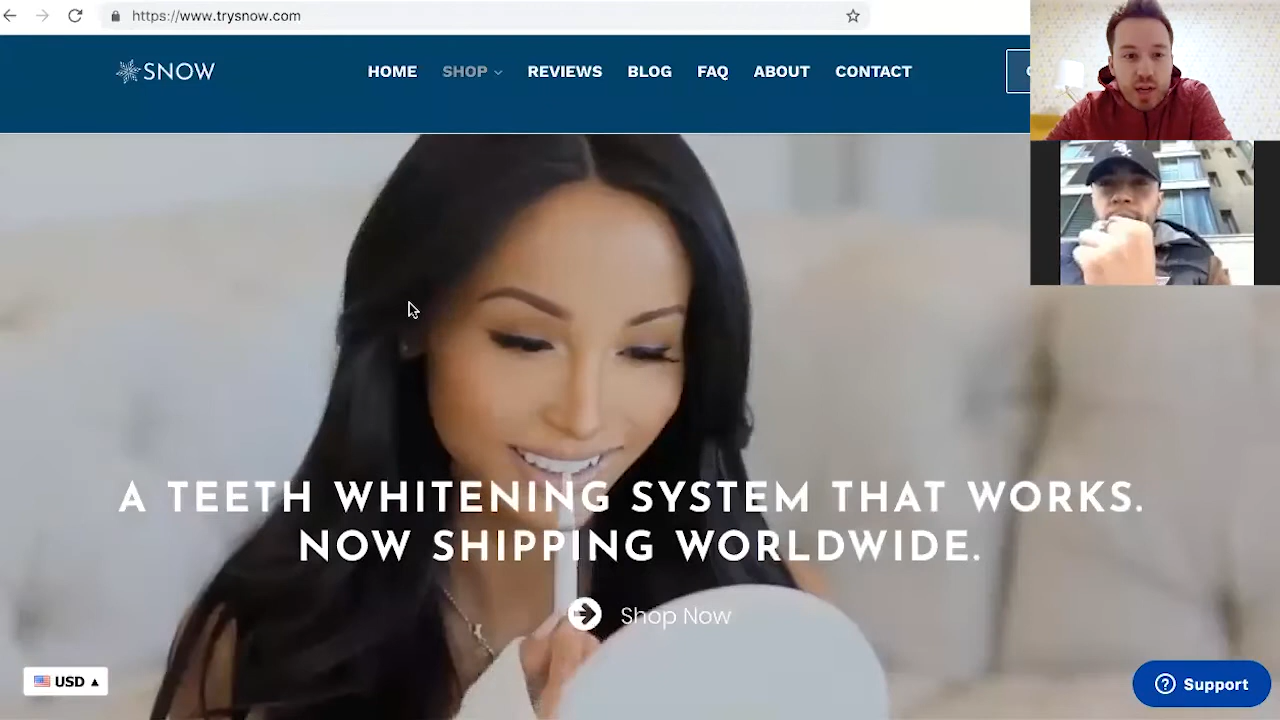 https://www.trysnow.com
SNOW
HOME SHOP REVIEWS BLOG FAQ ABOUT CONTACT
A TEETH WHITENING SYSTEM THAT WORKS.
NOW SHIPPING WORLDWIDE.
Shop Now
USD
Support